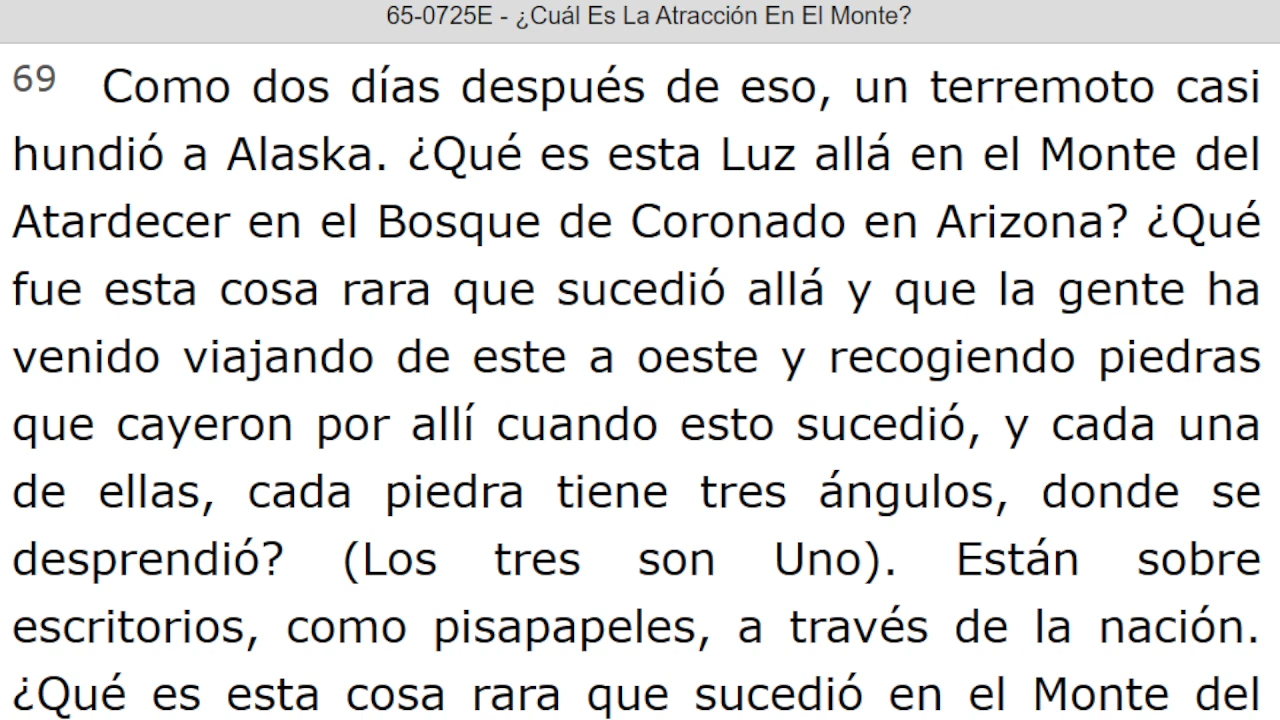 65-0725E - ¿Cuál Es La Atracción En El Monte?
69 Como dos días después de eso, un terremoto casi
hundió a Alaska. ¿Qué es esta Luz allá en el Monte del
Atardecer en el Bosque de Coronado en Arizona? ¿Qué
fue esta cosa rara que sucedió allá y que la gente ha
venido viajando de este a oeste y recogiendo piedras
que cayeron por allí cuando esto sucedió, y cada una
de ellas, cada piedra tiene tres ángulos, donde se
desprendió? (Los tres son Uno). Están sobre
escritorios, como pisapapeles, a través de la nación.
¿Qué es esta cosa rara que sucedió en el Monte del